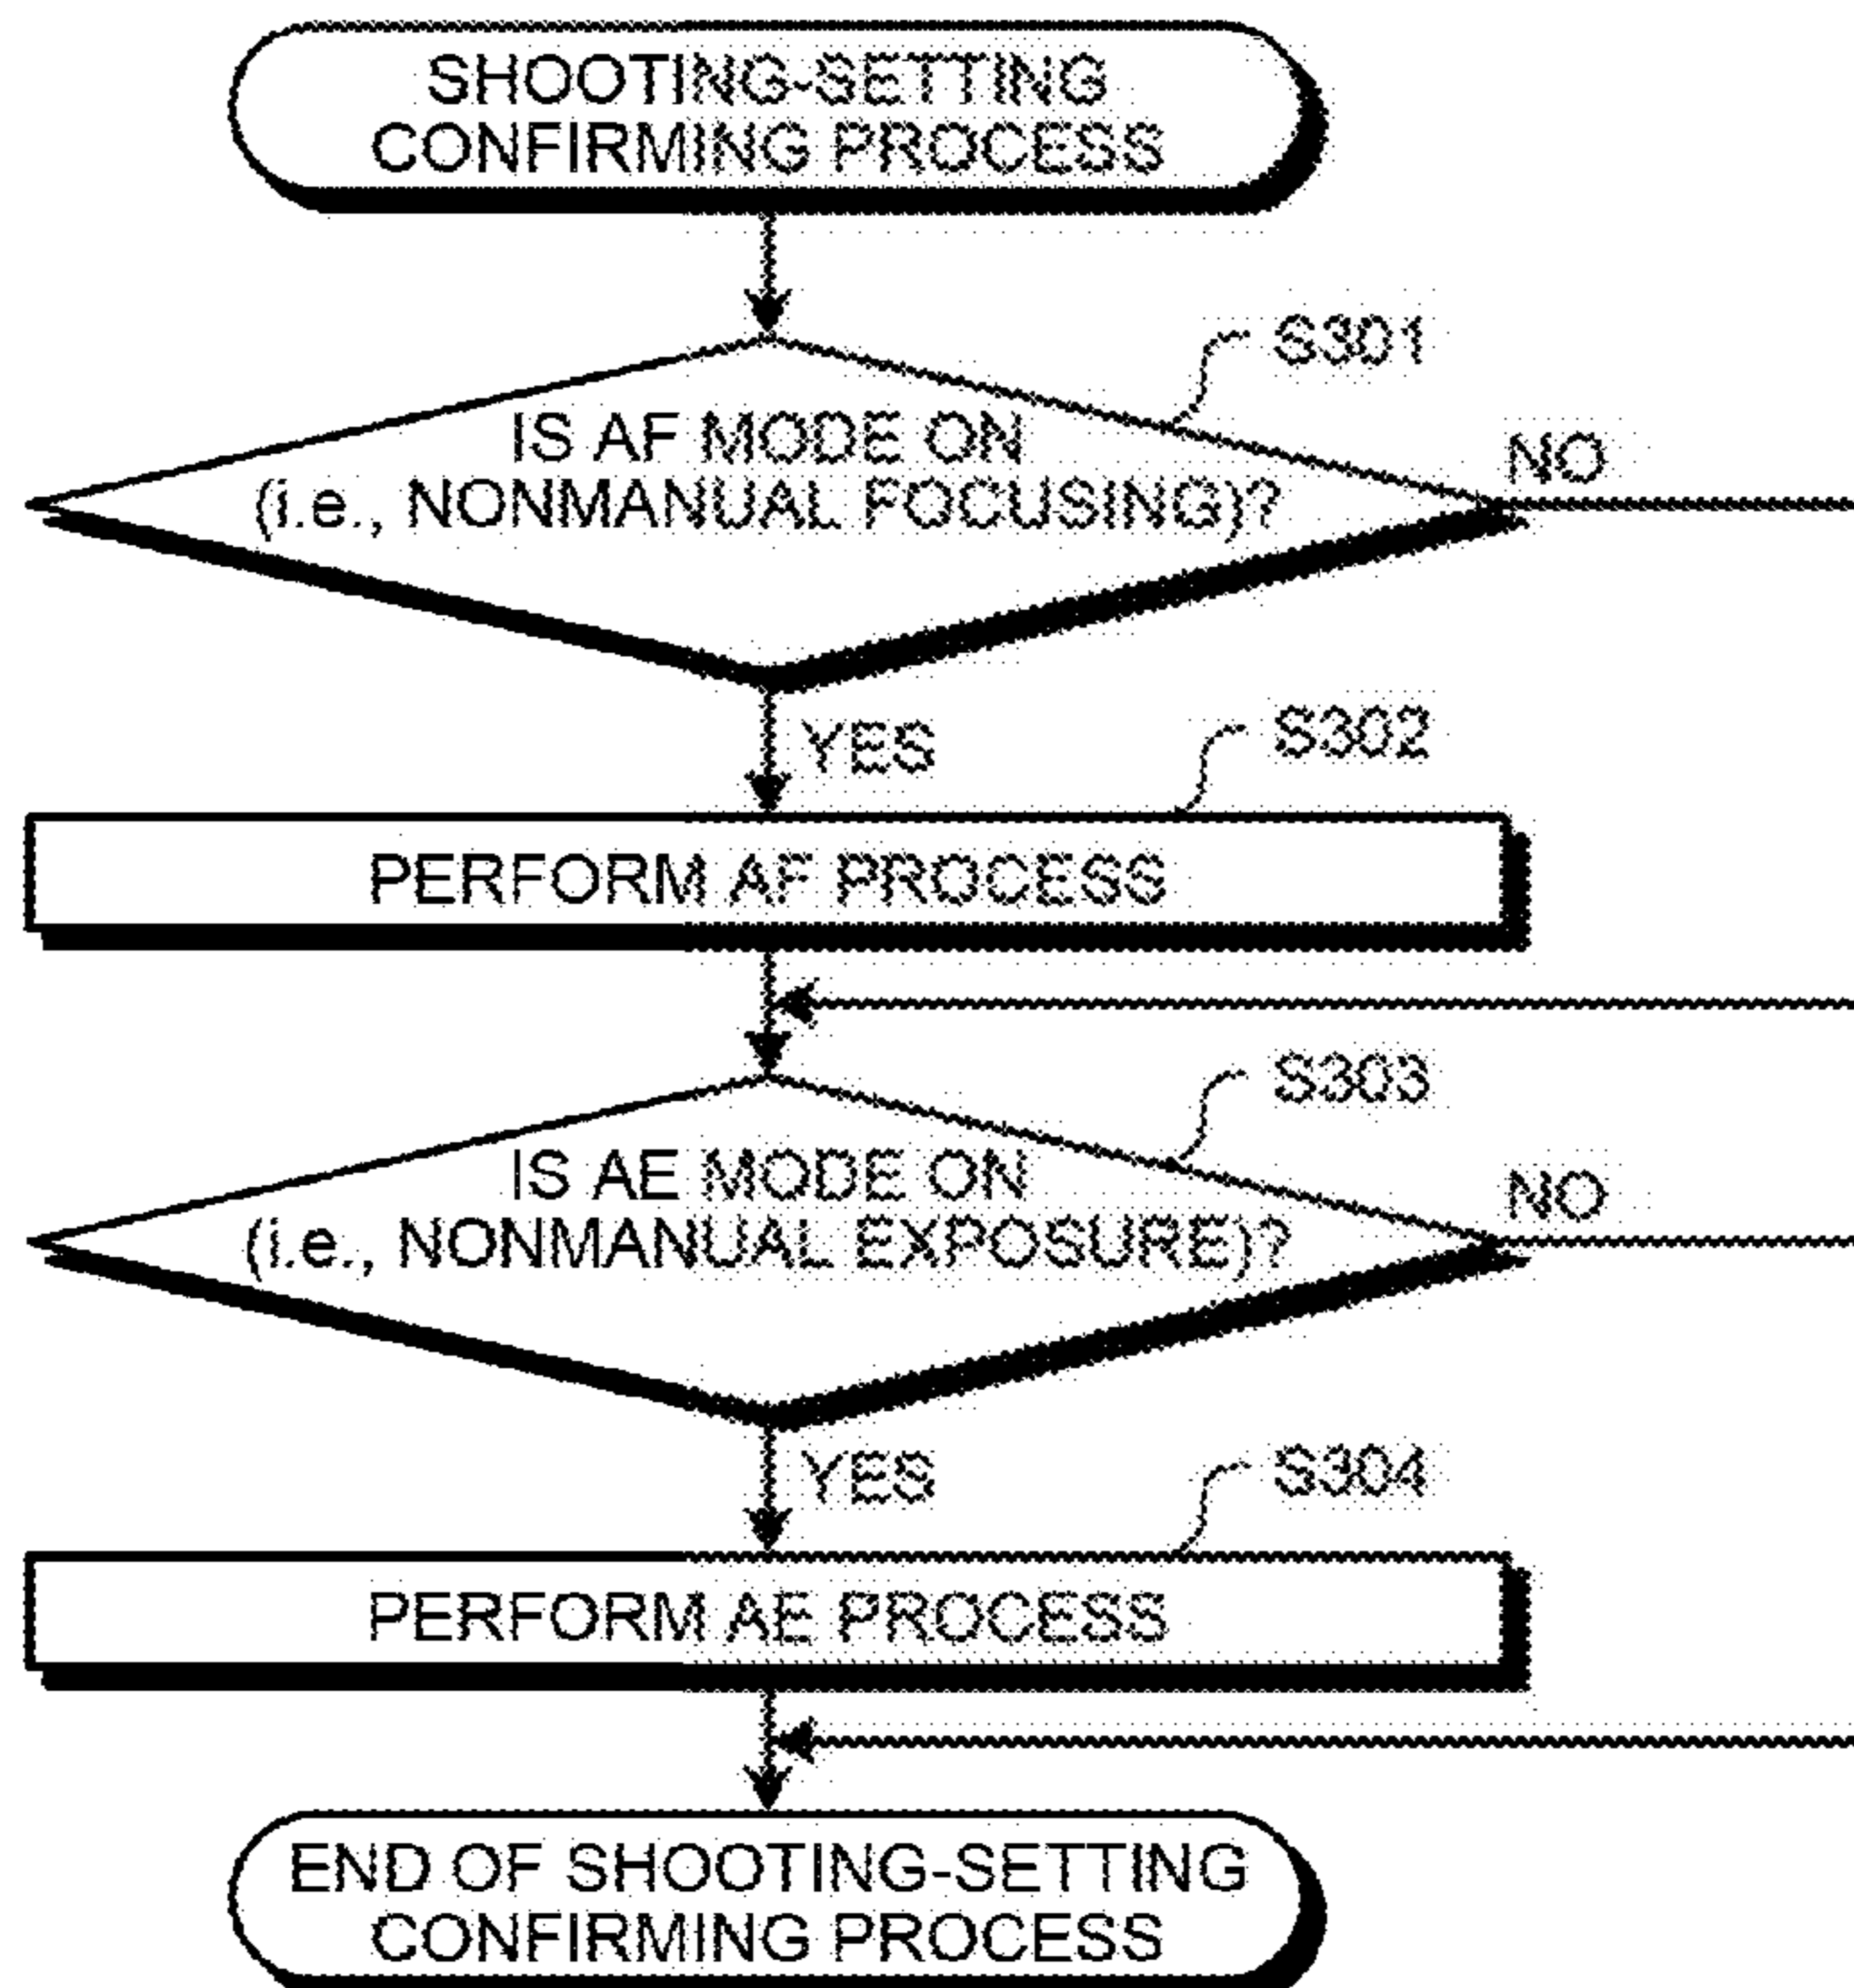 SHOOTING-SETTING
CONFIRMING PROCESS
S301
IS AF MODE ON
(i.e., NONMANUAL FOCUSING)?
NO
YES
S302
PERFORM AF PROCESS
S303
IS AE MODE ON
(i.e., NONMANUAL EXPOSURE)?
NO
YES
S304
PERFORM AE PROCESS
END OF SHOOTING-SETTING
CONFIRMING PROCESS